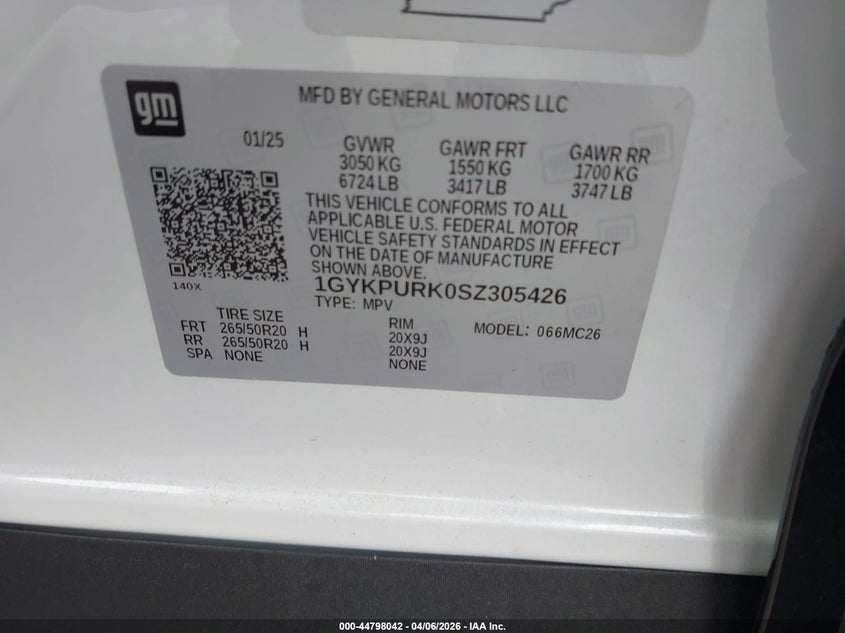 gm
MFD BY GENERAL MOTORS LLC
01/25
GVWR GAWR FRT GAWR RR
3050 KG 1550 KG 1700 KG
6724 LB 3417 LB 3747 LB
THIS VEHICLE CONFORMS TO ALL
APPLICABLE U.S. FEDERAL MOTOR
VEHICLE SAFETY STANDARDS IN EFFECT
ON THE DATE OF MANUFACTURE
SHOWN ABOVE.
140X
1GYKPURK0SZ305426
TYPE: MPV
TIRE SIZE RIM MODEL: 066MC26
FRT 265/50R20 H 20X9J
RR 265/50R20 H 20X9J
SPA NONE NONE
000-44798042 - 04/06/2026 - IAA Inc.